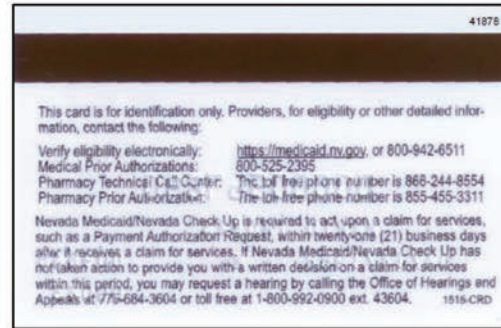 41878
This card is for identification only. Providers, for eligibility or other detailed infor-
mation, contact the following:
Verify eligibility electronically: https://medicaid.nv.gov, or 800-942-6511
Medical Prior Authorizations: 800-525-2395
Pharmacy Technical Call Center: The toll free phone number is 866-244-8554
Pharmacy Prior Authorization: The toll free phone number is 855-455-3311
Nevada Medicaid/Nevada Check Up is required to act upon a claim for services,
such as a Payment Authorization Request, within twenty-one (21) business days
after it receives a claim for services. If Nevada Medicaid/Nevada Check Up has
not taken action to provide you with a written decision on a claim for services
within this period, you may request a hearing by calling the Office of Hearings and
Appeals at 775-684-3604 or toll free at 1-800-992-0900 ext. 43604. 1515-CRD